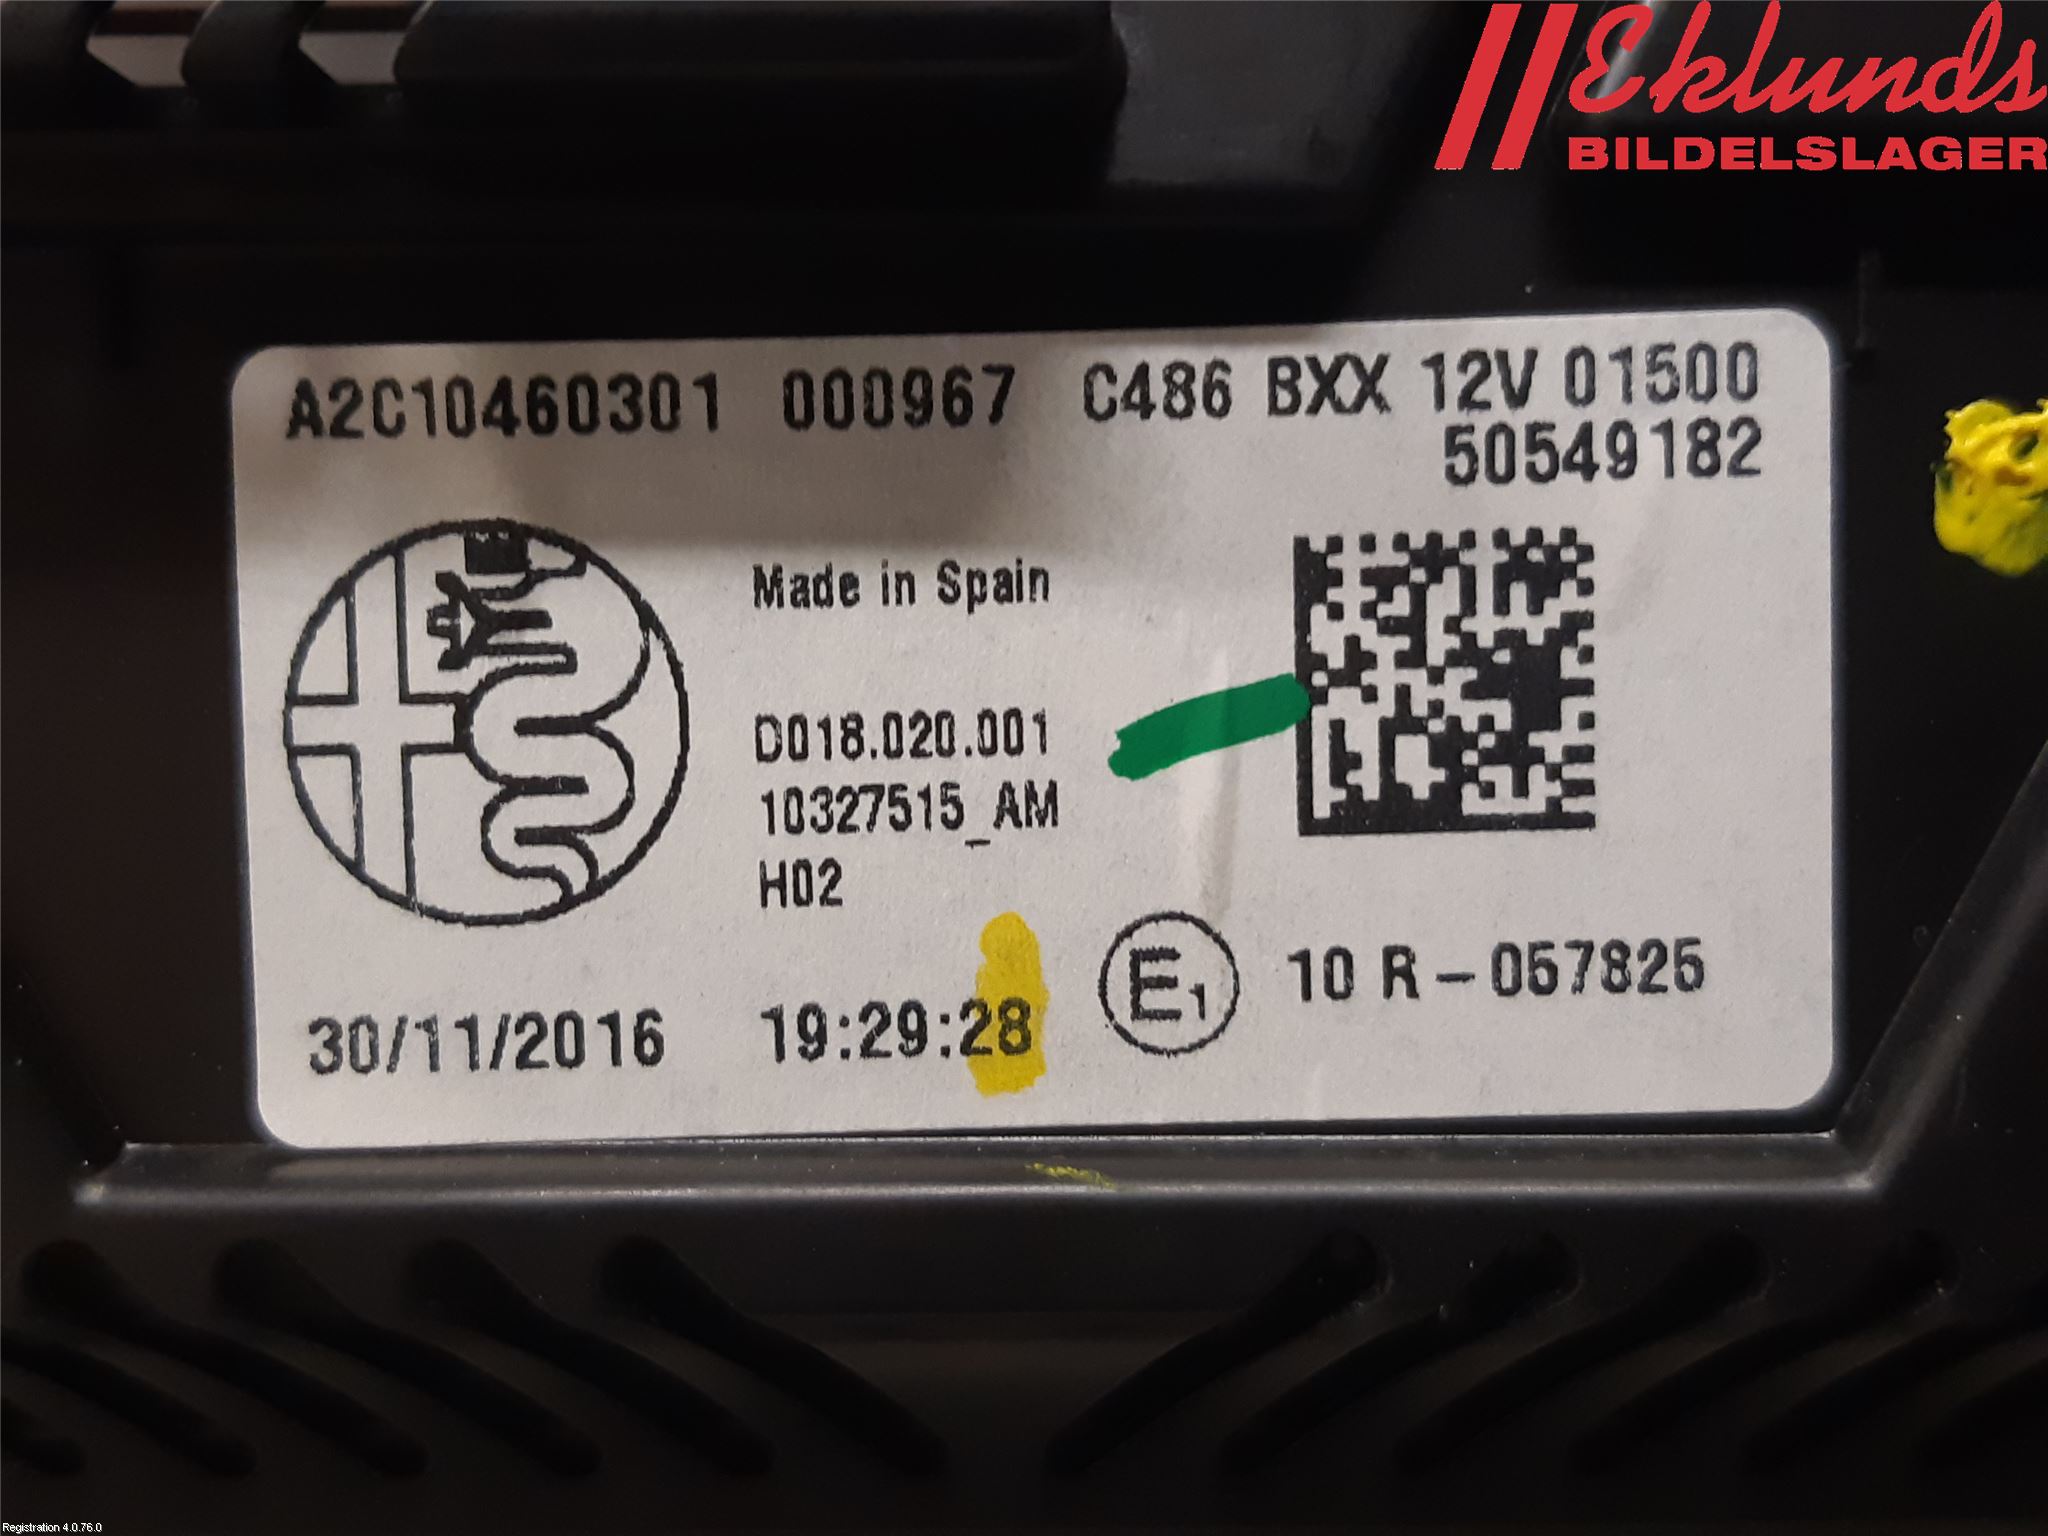 Eklunds
BILDELSLAGER
A2C10460301 000967 C486 BXX 12V 01500
50549182
Made in Spain
D018.020.001
10327515_AM
H02
30/11/2016 19:29:28 E1 10 R - 057825
Registration 4.0.76.0